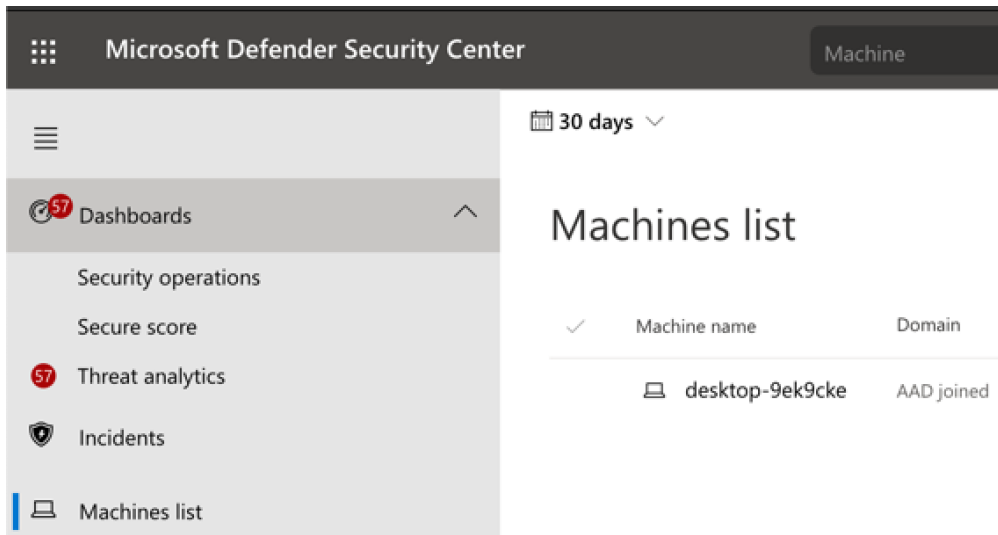 Microsoft Defender Security Center
Machine
30 days
57 Dashboards
Security operations
Secure score
57 Threat analytics
Incidents
Machines list
Machines list
Machine name Domain
desktop-9ek9cke AAD joined